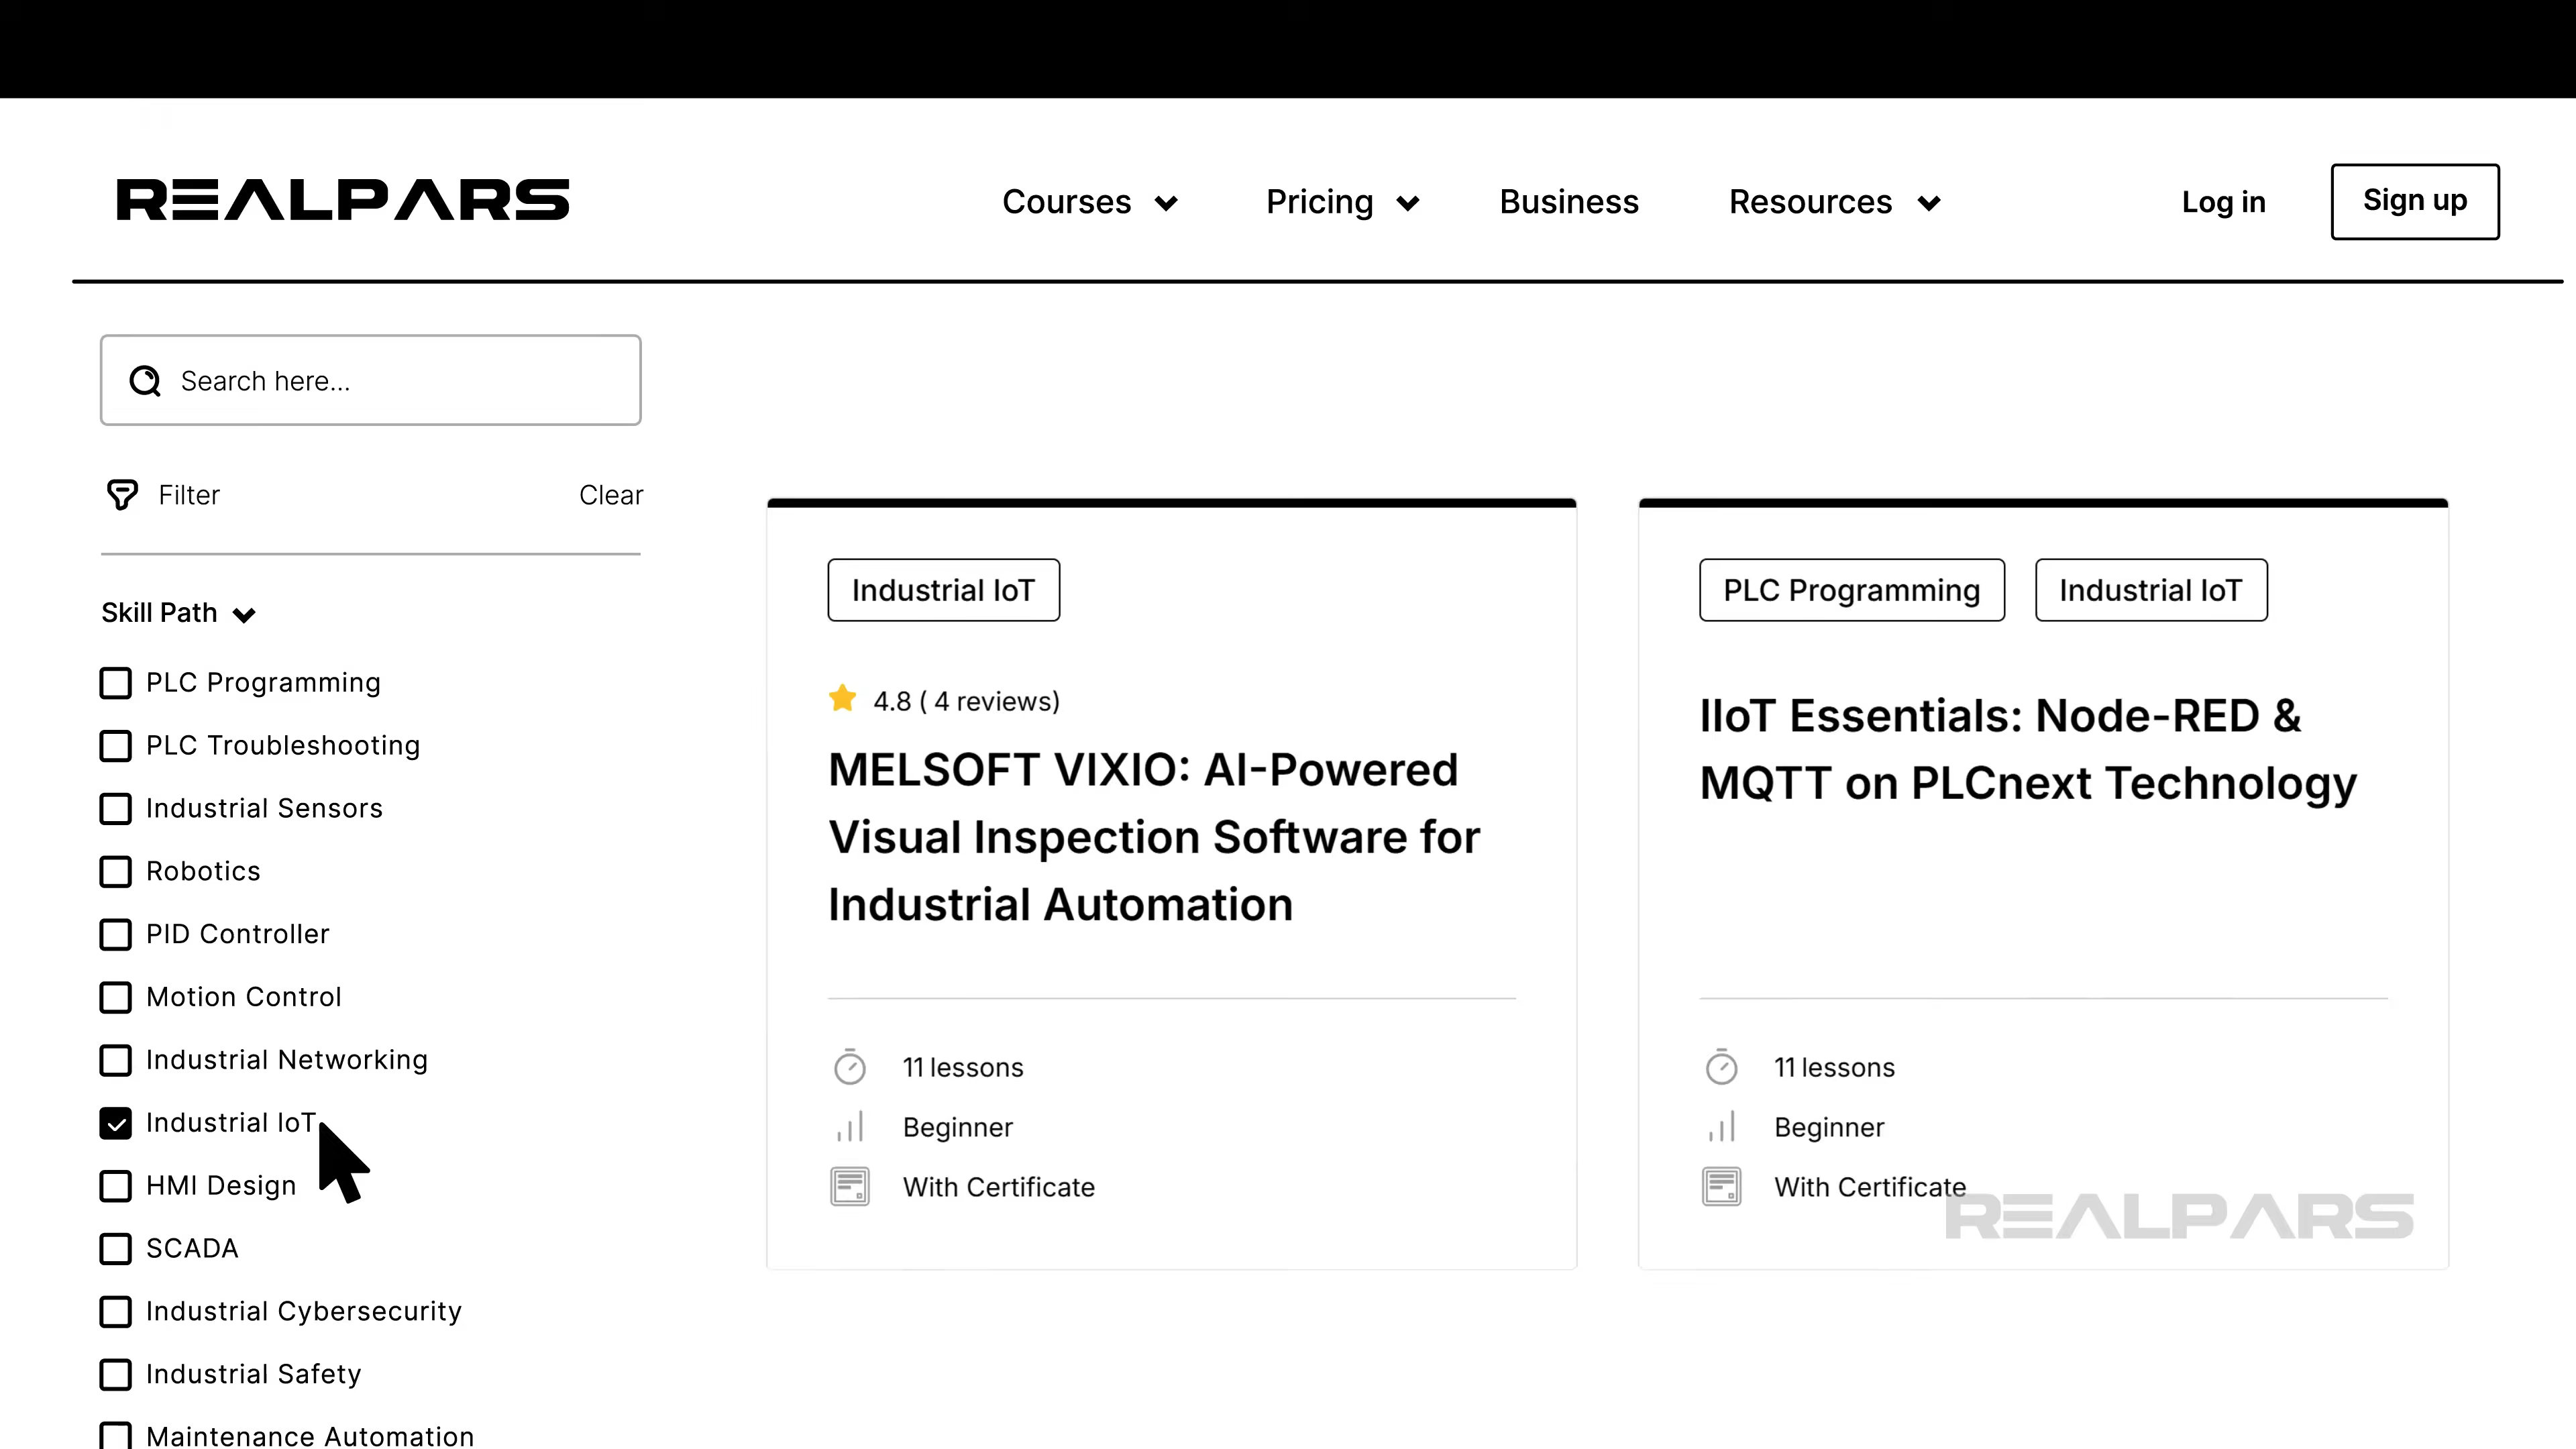 REALPARS
Courses
Pricing
Business
Resources
Log in
Sign up
Search here...
Filter
Clear
Skill Path
PLC Programming
PLC Troubleshooting
Industrial Sensors
Robotics
PID Controller
Motion Control
Industrial Networking
Industrial IoT
HMI Design
SCADA
Industrial Cybersecurity
Industrial Safety
Maintenance Automation
Industrial IoT
4.8 ( 4 reviews)
MELSOFT VIXIO: AI-Powered
Visual Inspection Software for
Industrial Automation
11 lessons
Beginner
With Certificate
PLC Programming
Industrial IoT
IIoT Essentials: Node-RED &
MQTT on PLCnext Technology
11 lessons
Beginner
With Certificate
REALPARS